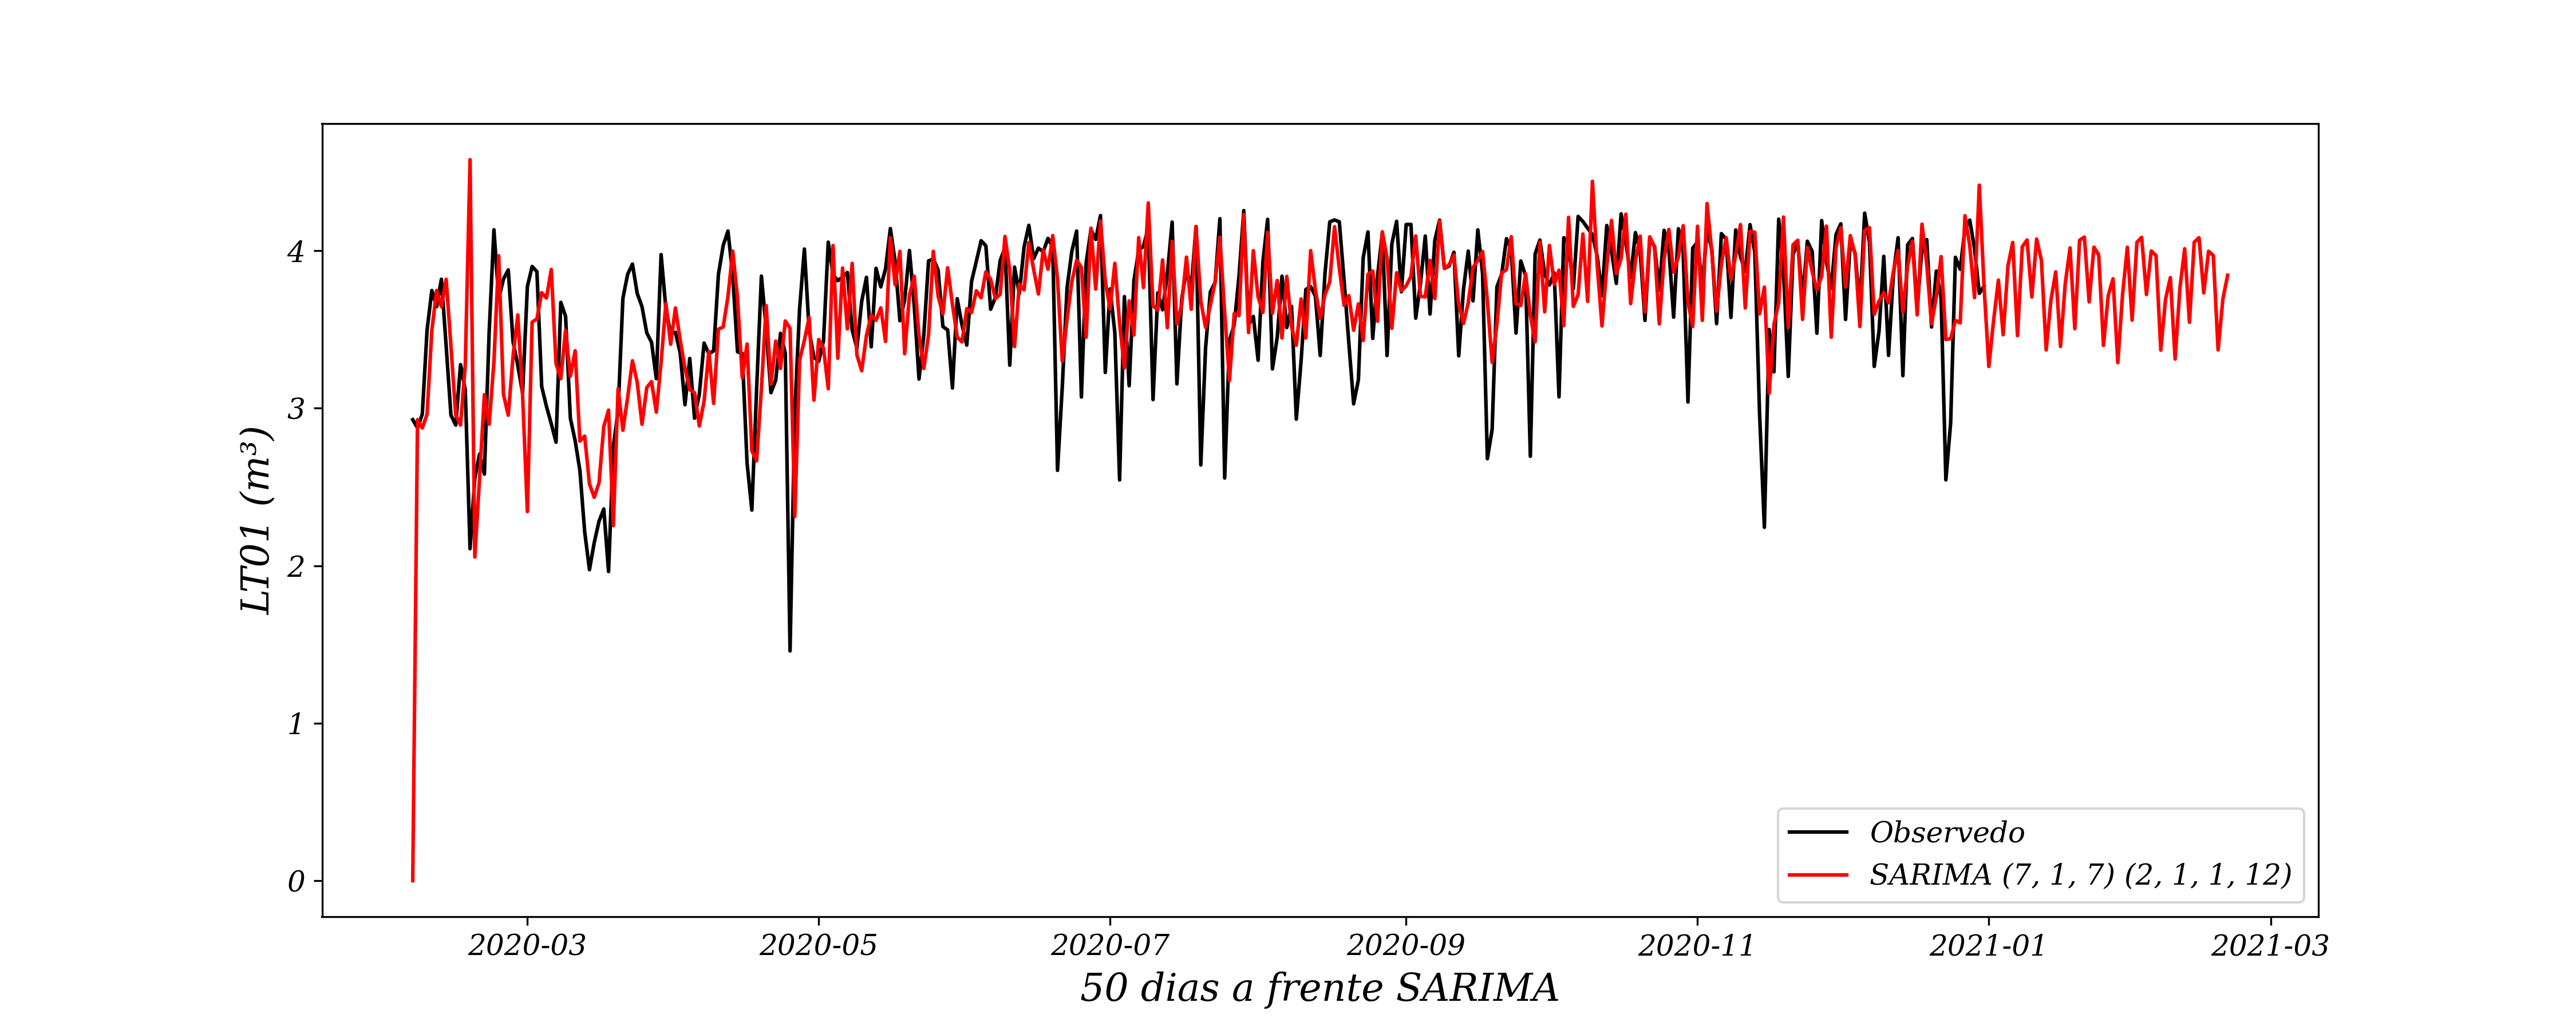 4
3
2
1
0
LT01 (m³)
Observedo
SARIMA (7, 1, 7) (2, 1, 1, 12)
2020-03 2020-05 2020-07 2020-09 2020-11 2021-01 2021-03
50 dias a frente SARIMA